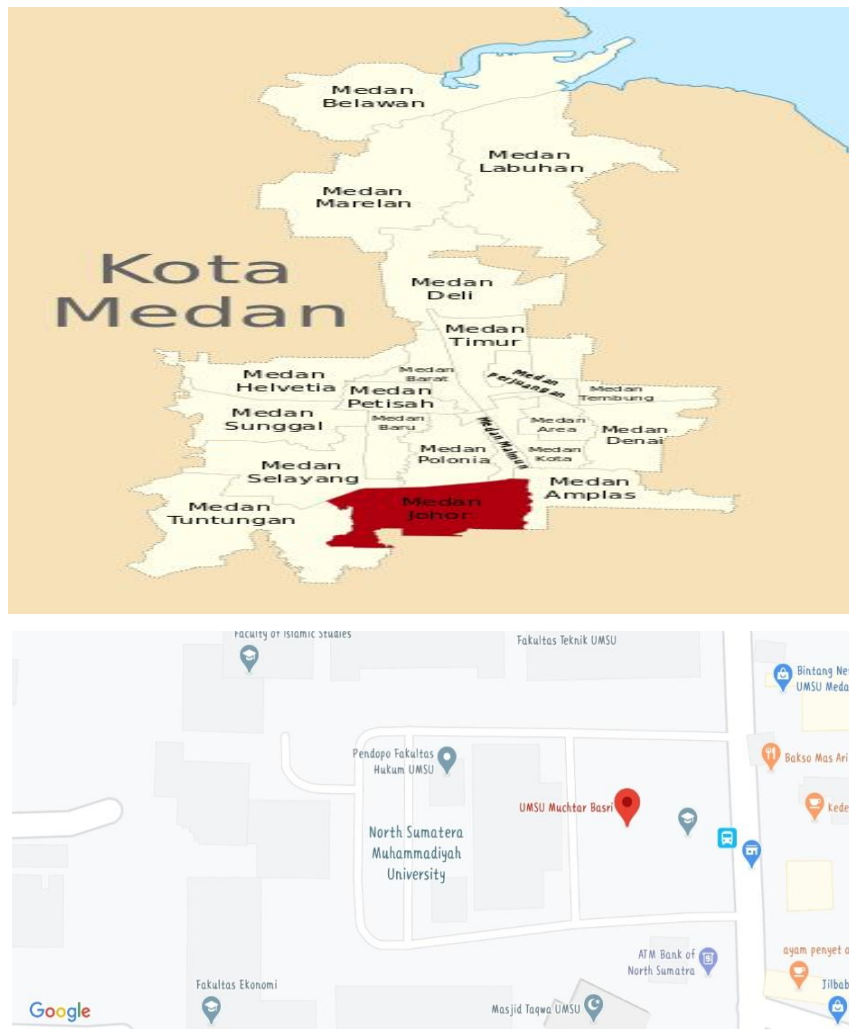 Medan
Belawan
Medan
Labuhan
Medan
Marelan
Kota
Medan
Medan
Deli
Medan
Timur
Medan
Helvetia
Medan
Barat
Medan
Perjuangan
Medan
Petisah
Medan
Tembung
Medan
Sunggal
Medan
Baru
Medan Maimun
Medan
Area
Medan
Denai
Medan
Polonia
Medan
Kota
Medan
Selayang
Medan
Amplas
Medan
Tuntungan
Medan
Johor
Faculty of Islamic Studies
Fakultas Teknik UMSU
Bintang Ne
UMSU Meda
Pendopo Fakultas
Hukum UMSU
Bakso Mas Ari
UMSU Muchtar Basri
Kede
North Sumatera
Muhammadiyah
University
ATM Bank of
North Sumatra
ayam penyet
Fakultas Ekonomi
Jilbab
Masjid Taqwa UMSU
Google